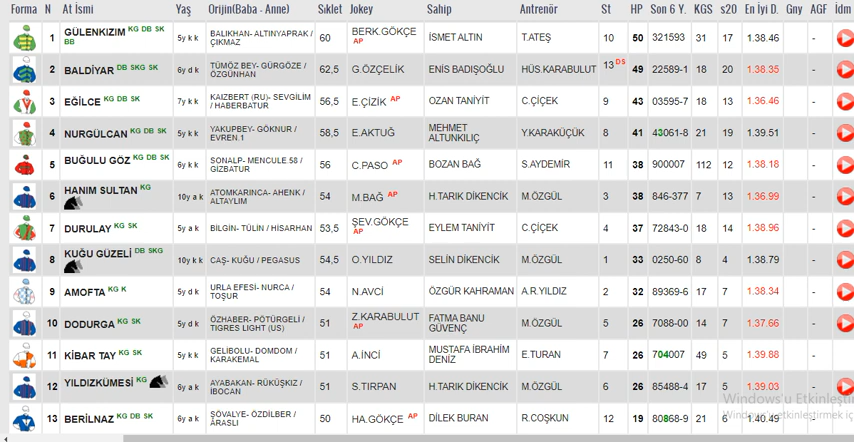 Forma N At İsmi Yaş Orijin(Baba - Anne) Sıklet Jokey Sahip Antrenör St HP Son 6 Y. KGS s20 En İyi D. Gny AGF İdm
1 GÜLENKIZIM KG DB SK BB 5y k k BALIKHAN- ALTINYAPRAK / ÇIKMAZ 60 BERK.GÖKÇE AP İSMET ALTIN T.ATEŞ 10 50 321593 31 17 1.38.46 -
2 BALDİYAR DB SKG SK 6y d k TÜMÖZ BEY- GÜRGÖZE / ÖZGÜNHAN 62,5 G.ÖZÇELİK ENİS BADIŞOĞLU HÜS.KARABULUT 13 DS 49 22589-1 18 20 1.38.35 -
3 EĞİLCE KG DB SK 7y k k KAIZBERT (RU)- SEVGİLİM / HABERBATUR 56,5 E.ÇİZİK AP OZAN TANİYİT C.ÇİÇEK 9 43 03595-7 18 13 1.36.46 -
4 NURGÜLCAN KG DB SK 5y k k YAKUPBEY- GÖKNUR / EVREN.1 58,5 E.AKTUĞ MEHMET ALTUNKILIÇ Y.KARAKÜÇÜK 8 41 43061-8 21 19 1.39.51 -
5 BUĞULU GÖZ KG DB SK 6y k k SONALP- MENCULE.58 / GIZBATUR 56 C.PASO AP BOZAN BAĞ S.AYDEMİR 11 38 900007 112 12 1.38.18 -
6 HANIM SULTAN KG 10y a k ATOMKARINCA- AHENK / ALTAYLIM 54 M.BAĞ AP H.TARIK DİKENCİK M.ÖZGÜL 3 38 846-377 7 13 1.36.99 -
7 DURULAY KG SK 5y a k BİLGİN- TÜLİN / HİSARHAN 53,5 ŞEV.GÖKÇE AP EYLEM TANİYİT C.ÇİÇEK 4 37 72843-0 18 14 1.38.96 -
8 KUĞU GÜZELİ DB SKG 10y k k CAŞ- KUĞU / PEGASUS 54,5 O.YILDIZ SELİN DİKENCİK M.ÖZGÜL 1 33 0250-60 8 4 1.38.79 -
9 AMOFTA KG K 5y d k URLA EFESİ- NURCA / TOŞUR 54 N.AVCİ ÖZGÜR KAHRAMAN A.R.YILDIZ 2 32 89369-6 17 7 1.38.34 -
10 DODURGA KG SK 5y d k ÖZHABER- PÖTÜRGELİ / TIGRES LIGHT (US) 51 Z.KARABULUT AP FATMA BANU GÜVENÇ M.ÖZGÜL 5 26 7088-00 14 7 1.37.66 -
11 KİBAR TAY KG SK 5y k k GELİBOLU- DOMDOM / KARAKEMAL 51 A.İNCİ MUSTAFA İBRAHİM DENİZ E.TURAN 7 26 704007 49 5 1.39.88 -
12 YILDIZKÜMESİ KG 6y a k AYABAKAN- RÜKÜŞKIZ / İBOCAN 51 S.TIRPAN H.TARIK DİKENCİK M.ÖZGÜL 6 26 85488-4 17 5 1.39.03 -
13 BERİLNAZ KG DB SK 6y a k ŞÖVALYE- ÖZDİLBER / ARASLI 50 HA.GÖKÇE AP DİLEK BURAN R.COŞKUN 12 19 80868-9 21 6 1.40.49 -
Windows'u Etkinleştir
Windows'u etkinleştirmek iç